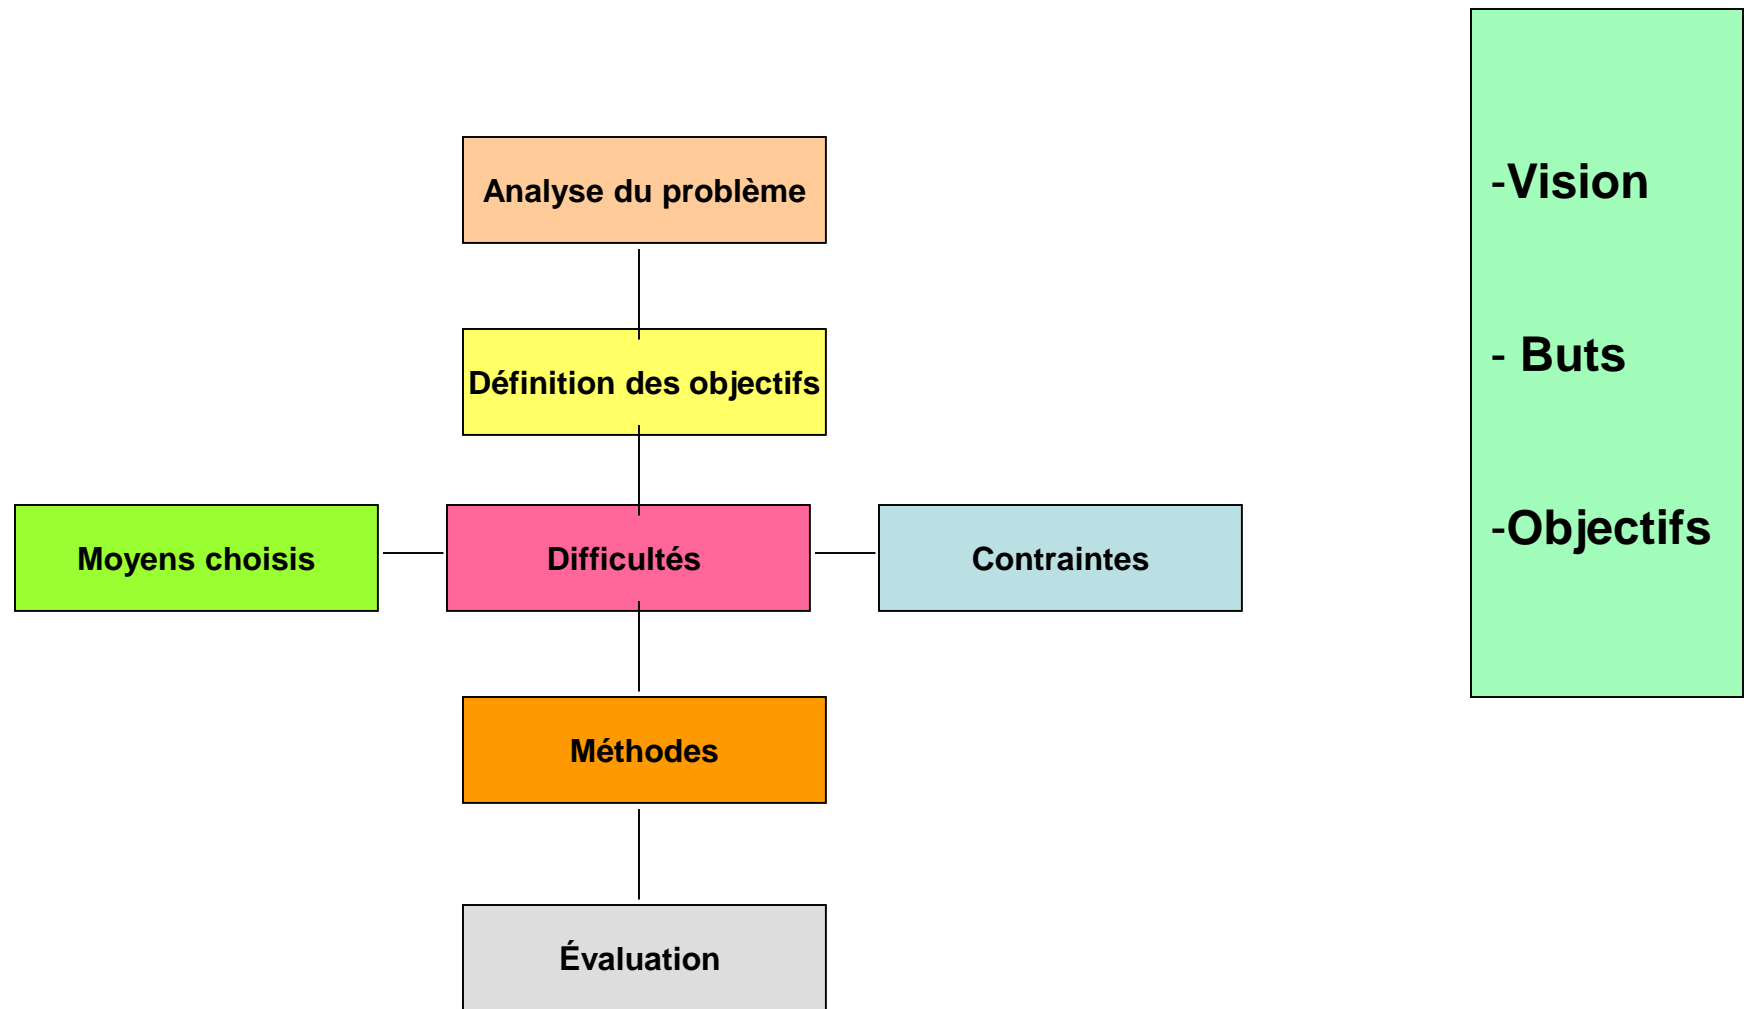 Analyse du problème
Définition des objectifs
Moyens choisis
Difficultés
Contraintes
Méthodes
Évaluation
-Vision
- Buts
-Objectifs